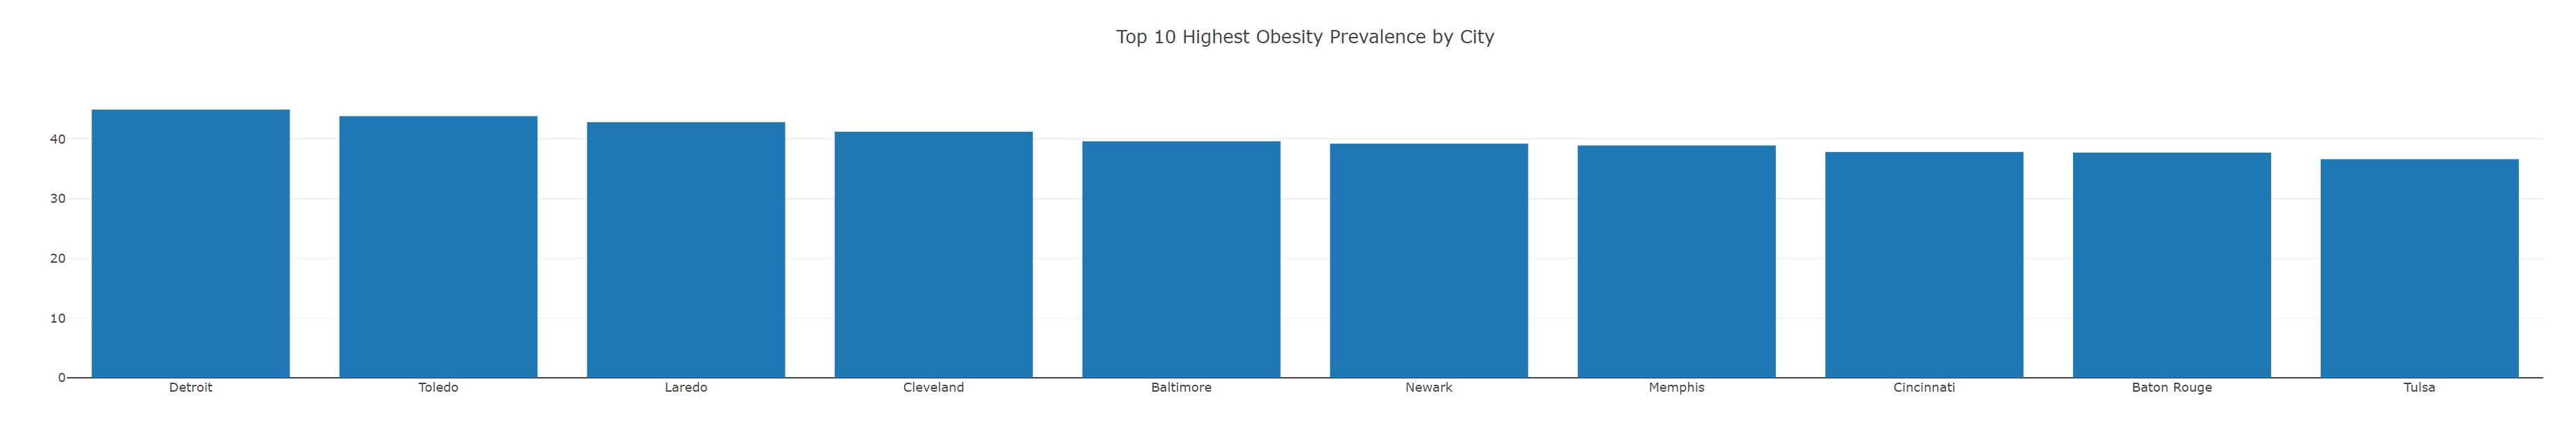 Top 10 Highest Obesity Prevalence by City
40
30
20
10
0
Detroit Toledo Laredo Cleveland Baltimore Newark Memphis Cincinnati Baton Rouge Tulsa